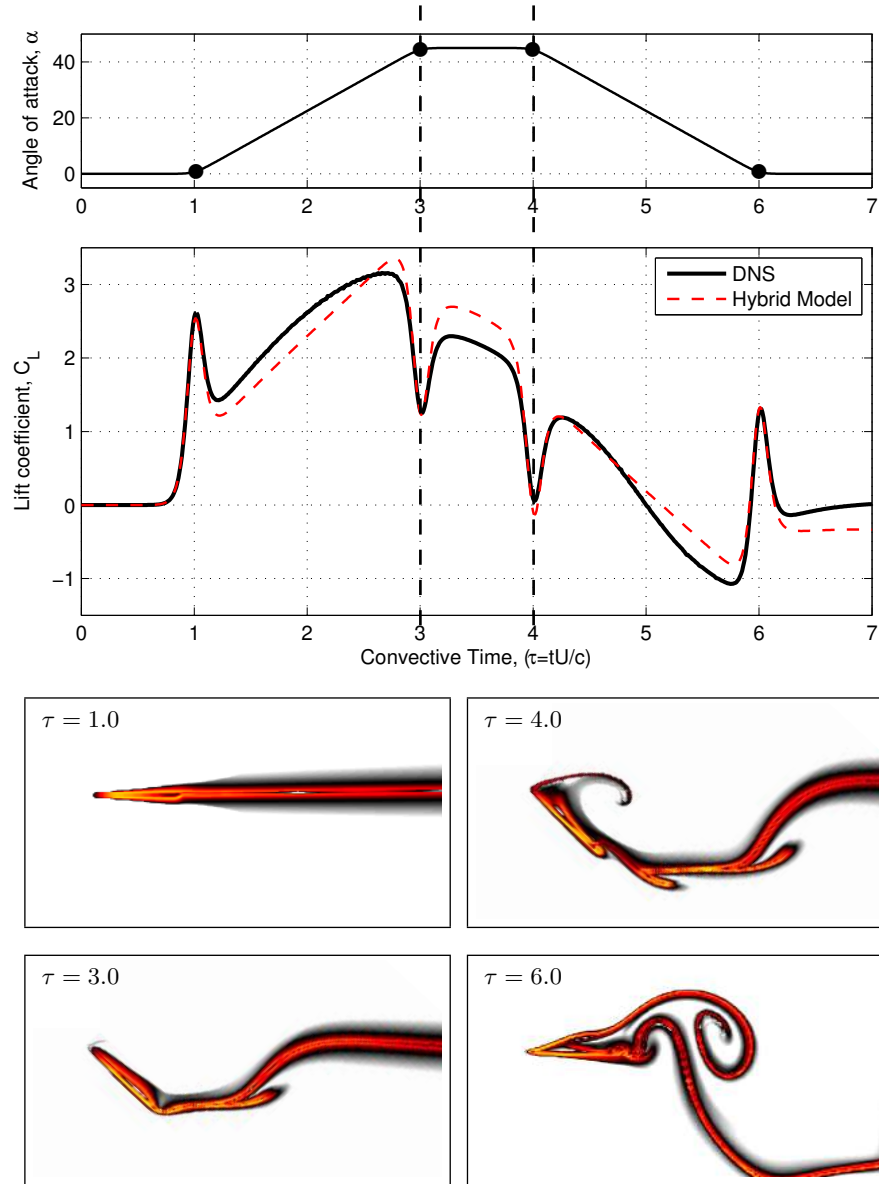 Angle of attack, α
40
20
0
0 1 2 3 4 5 6 7
DNS
Hybrid Model
Lift coefficient, C_L
3
2
1
0
−1
0 1 2 3 4 5 6 7
Convective Time, (τ=tU/c)
τ = 1.0
τ = 4.0
τ = 3.0
τ = 6.0